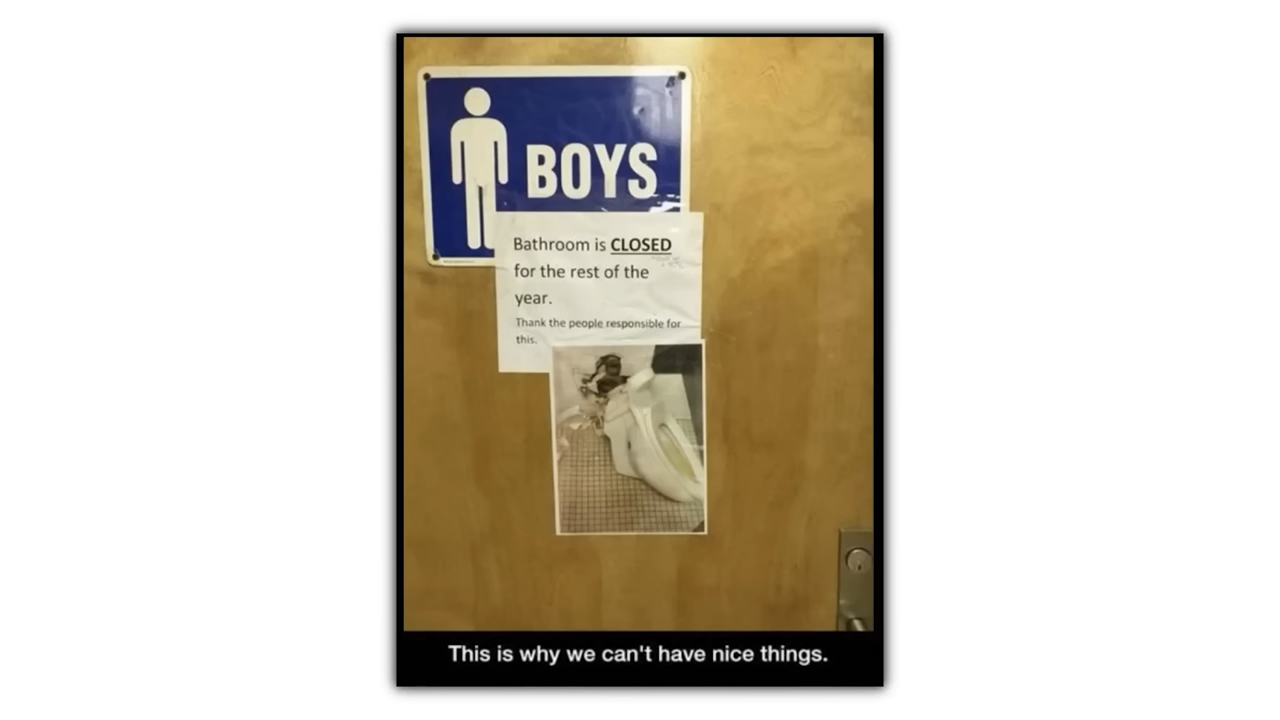 BOYS
Bathroom is CLOSED
for the rest of the
year.
Thank the people responsible for
this.
This is why we can't have nice things.